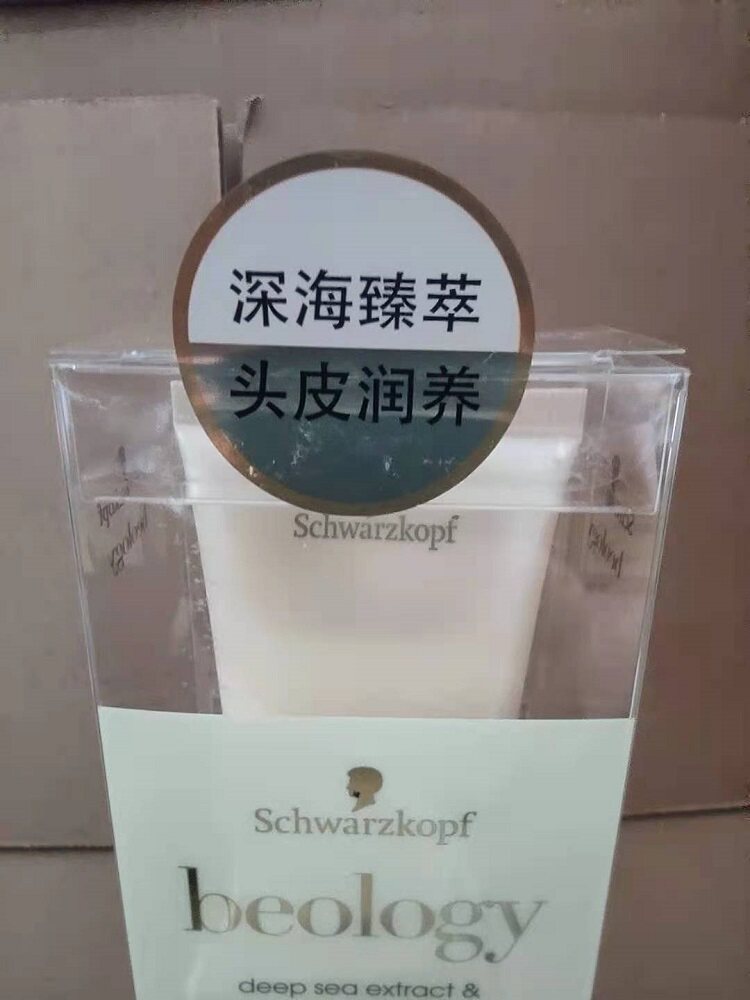 深海臻萃
头皮润养
Schwarzkopf
Schwarzkopf
beology
deep sea extract &